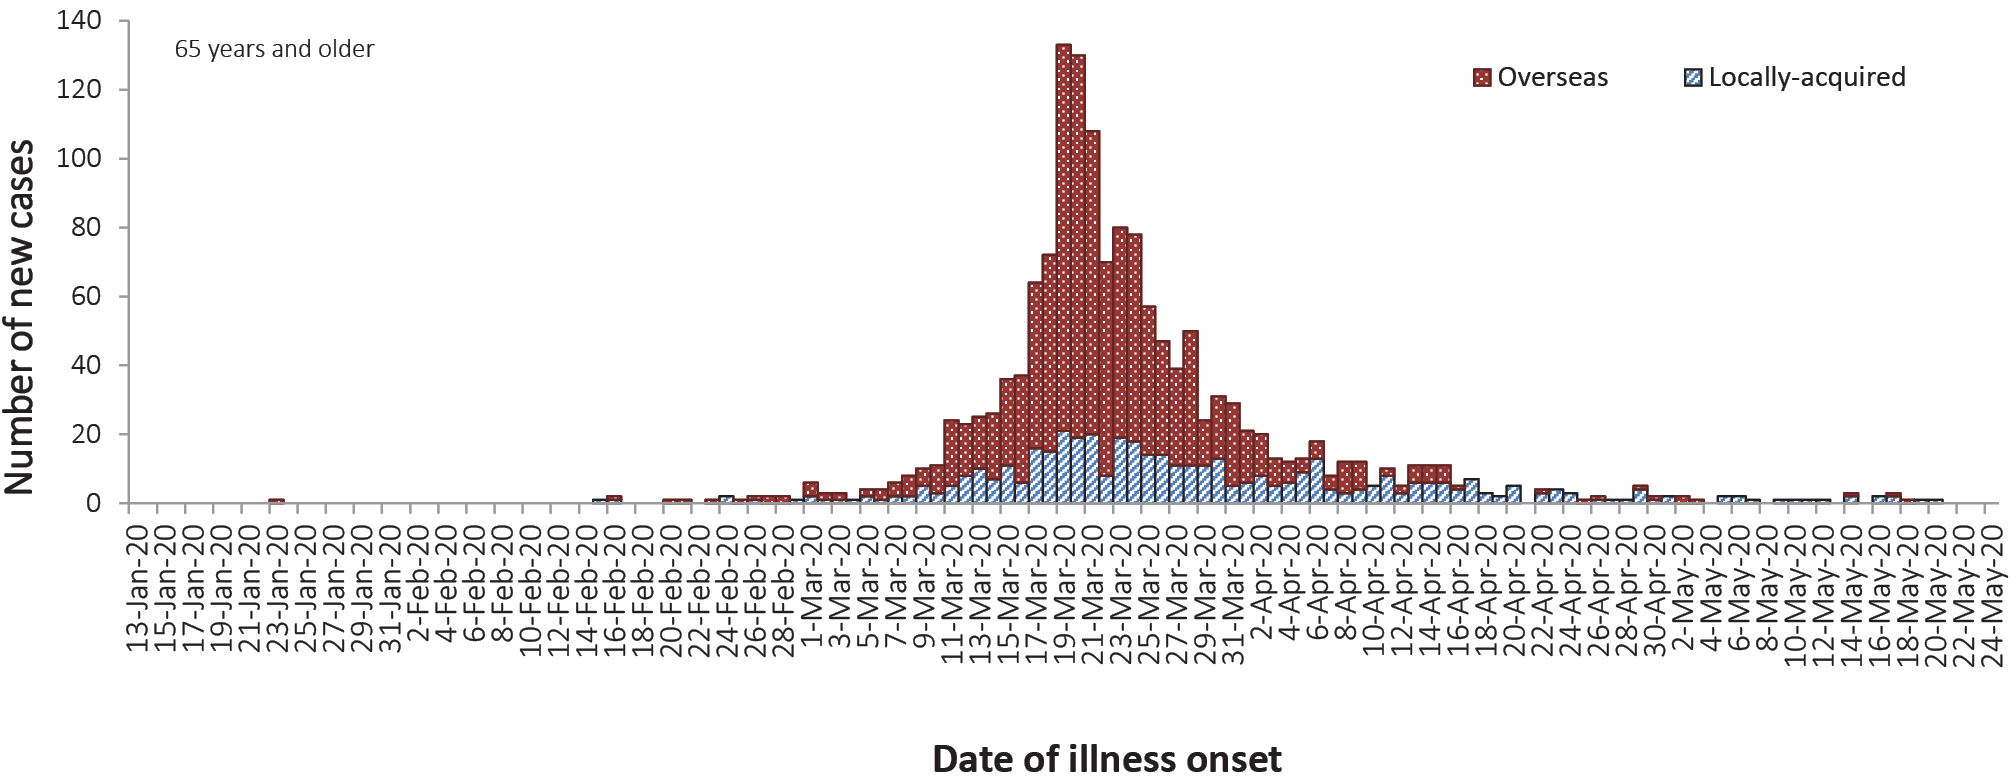 140
65 years and older
Overseas
Locally-acquired
120
100
80
60
40
20
0
Number of new cases
13-Jan-20
15-Jan-20
17-Jan-20
19-Jan-20
21-Jan-20
23-Jan-20
25-Jan-20
27-Jan-20
29-Jan-20
31-Jan-20
2-Feb-20
4-Feb-20
6-Feb-20
8-Feb-20
10-Feb-20
12-Feb-20
14-Feb-20
16-Feb-20
18-Feb-20
20-Feb-20
22-Feb-20
24-Feb-20
26-Feb-20
28-Feb-20
1-Mar-20
3-Mar-20
5-Mar-20
7-Mar-20
9-Mar-20
11-Mar-20
13-Mar-20
15-Mar-20
17-Mar-20
19-Mar-20
21-Mar-20
23-Mar-20
25-Mar-20
27-Mar-20
29-Mar-20
31-Mar-20
2-Apr-20
4-Apr-20
6-Apr-20
8-Apr-20
10-Apr-20
12-Apr-20
14-Apr-20
16-Apr-20
18-Apr-20
20-Apr-20
22-Apr-20
24-Apr-20
26-Apr-20
28-Apr-20
30-Apr-20
2-May-20
4-May-20
6-May-20
8-May-20
10-May-20
12-May-20
14-May-20
16-May-20
18-May-20
20-May-20
22-May-20
24-May-20
Date of illness onset